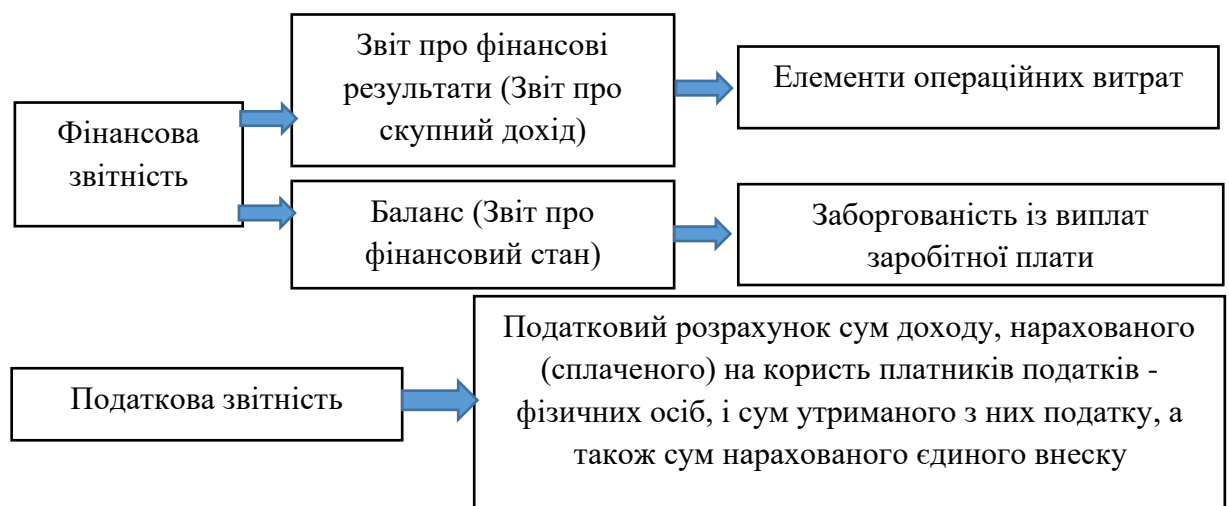 Фінансова
звітність
Звіт про фінансові
результати (Звіт про
скупний дохід)
Елементи операційних витрат
Баланс (Звіт про
фінансовий стан)
Заборгованість із виплат
заробітної плати
Податкова звітність
Податковий розрахунок сум доходу, нарахованого
(сплаченого) на користь платників податків -
фізичних осіб, і сум утриманого з них податку, а
також сум нарахованого єдиного внеску